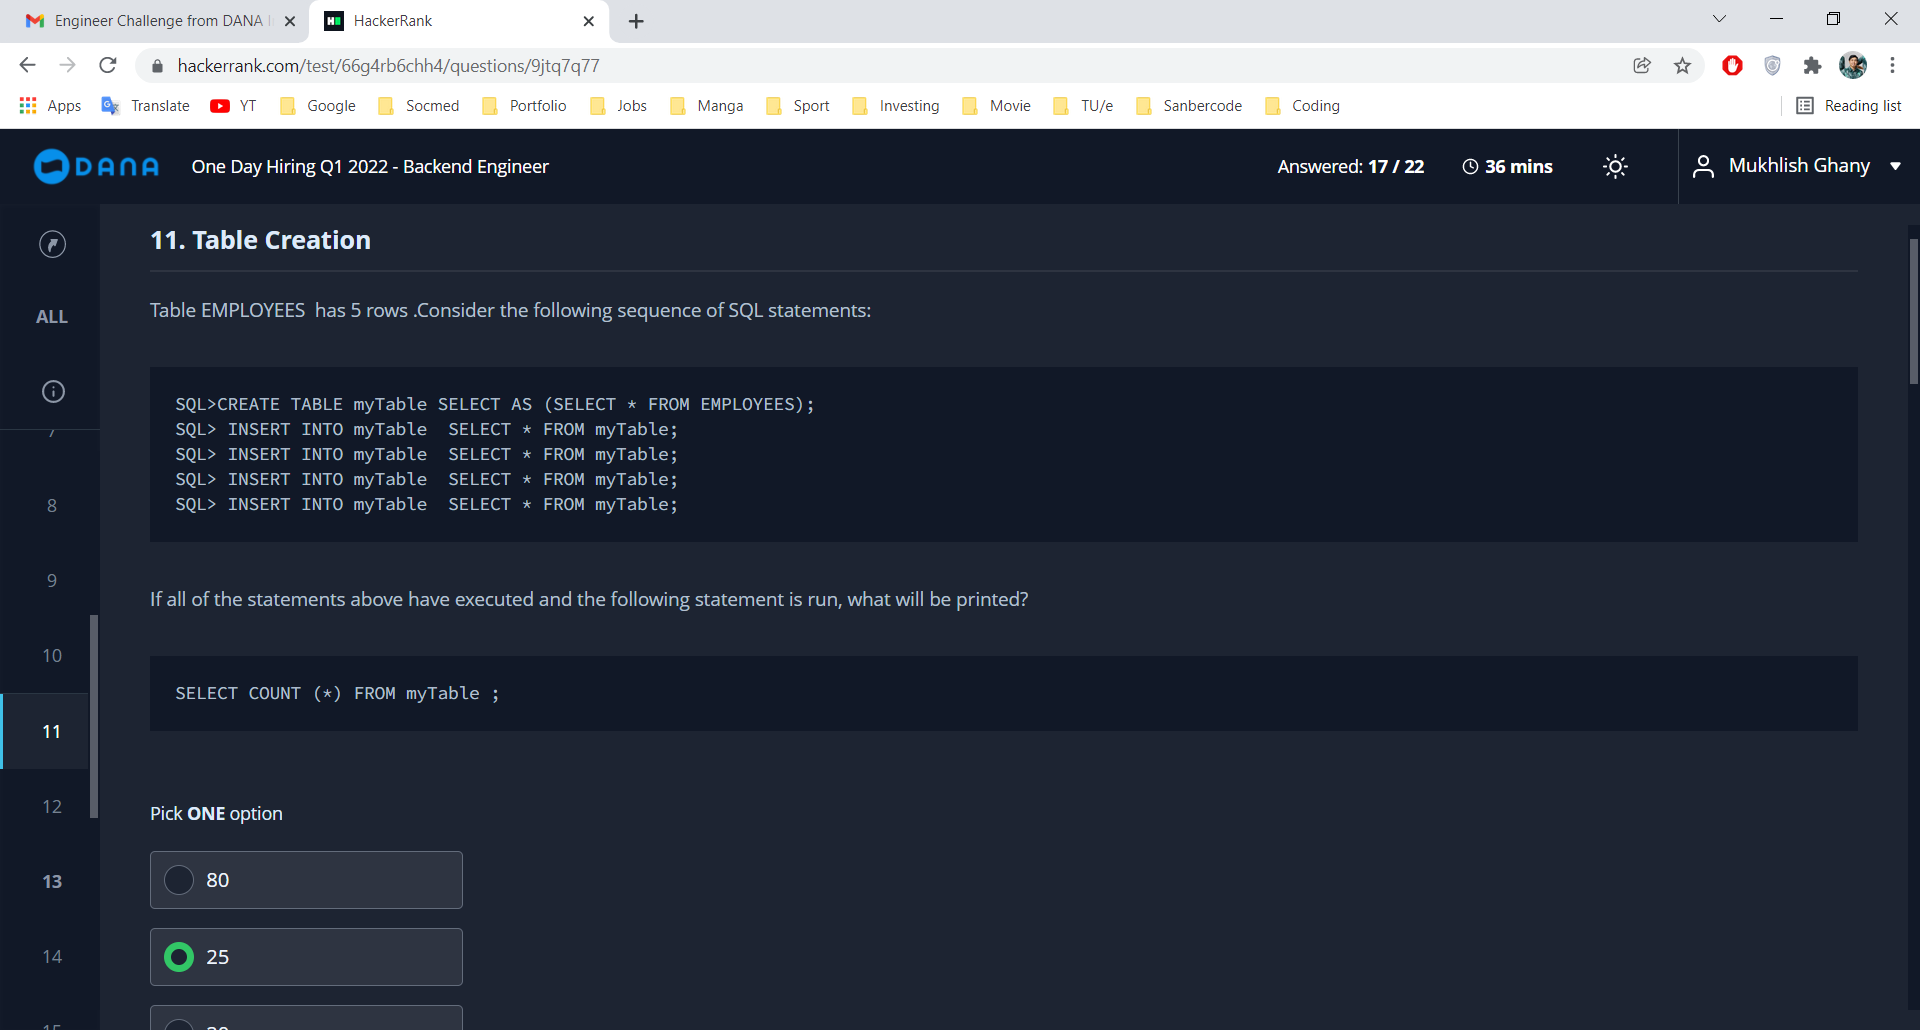 Engineer Challenge from DANA I
HackerRank
hackerrank.com/test/66g4rb6chh4/questions/9jtq7q77
Apps Translate YT Google Socmed Portfolio Jobs Manga Sport Investing Movie TU/e Sanbercode Coding Reading list
DANA One Day Hiring Q1 2022 - Backend Engineer Answered: 17 / 22 36 mins Mukhlish Ghany
ALL
7
8
9
10
11
12
13
14
15
11. Table Creation
Table EMPLOYEES  has 5 rows .Consider the following sequence of SQL statements:
SQL>CREATE TABLE myTable SELECT AS (SELECT * FROM EMPLOYEES);
SQL> INSERT INTO myTable  SELECT * FROM myTable;
SQL> INSERT INTO myTable  SELECT * FROM myTable;
SQL> INSERT INTO myTable  SELECT * FROM myTable;
SQL> INSERT INTO myTable  SELECT * FROM myTable;
If all of the statements above have executed and the following statement is run, what will be printed?
SELECT COUNT (*) FROM myTable ;
Pick ONE option
80
25